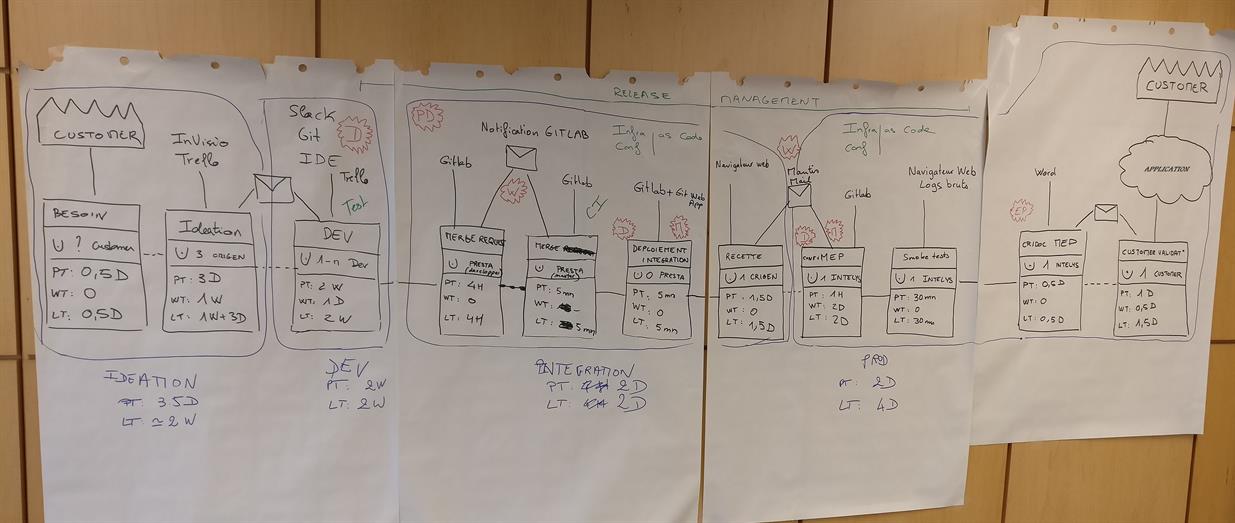 CUSTOMER
InVisio
Trello
BESOIN
? Customer
PT: 0,5D
WT: 0
LT: 0,5D
Ideation
3 ORIGEN
PT: 3D
WT: 1W
LT: 1W+3D
IDEATION
PT: 3.5D
LT: ≃2W
Slack
Git
IDE
D
Trello
Test
DEV
1-n Dev
PT: 2W
WT: 1D
LT: 2W
DEV
PT: 2W
LT: 2W
RELEASE
MANAGEMENT
PD
Notification GITLAB
Infra as Code
Conf
Gitlab
W
Gitlab
CI
Gitlab + Git Web
App
D
MERGE REQUEST
PRESTA
(developper)
PT: 4H
WT: 0
LT: 4H
MERGE
PRESTA
(master)
PT: 5mn
WT: -
LT: 5mn
DEPLOIEMENT
INTEGRATION
0 PRESTA
PT: 5mn
WT: 0
LT: 5mn
INTEGRATION
PT: 2D
LT: 2D
Navigateur web
W
Mantis
Mail
RECETTE
1 ORIGEN
PT: 1,5D
WT: 0
LT: 1,5D
Infra as Code
Conf
Gitlab
D
MEP
1 INTELYS
PT: 1H
WT: 2D
LT: 2D
Navigateur Web
Logs bruts
Smoke tests
1 INTELYS
PT: 30mn
WT: 0
LT: 30mn
PROD
PT: 2D
LT: 4D
CUSTOMER
APPLICATION
Word
EP
MEP
1 INTELYS
PT: 0,5D
WT: 0
LT: 0,5D
CUSTOMER VALIDAT°
1 CUSTOMER
PT: 1D
WT: 0,5D
LT: 1,5D